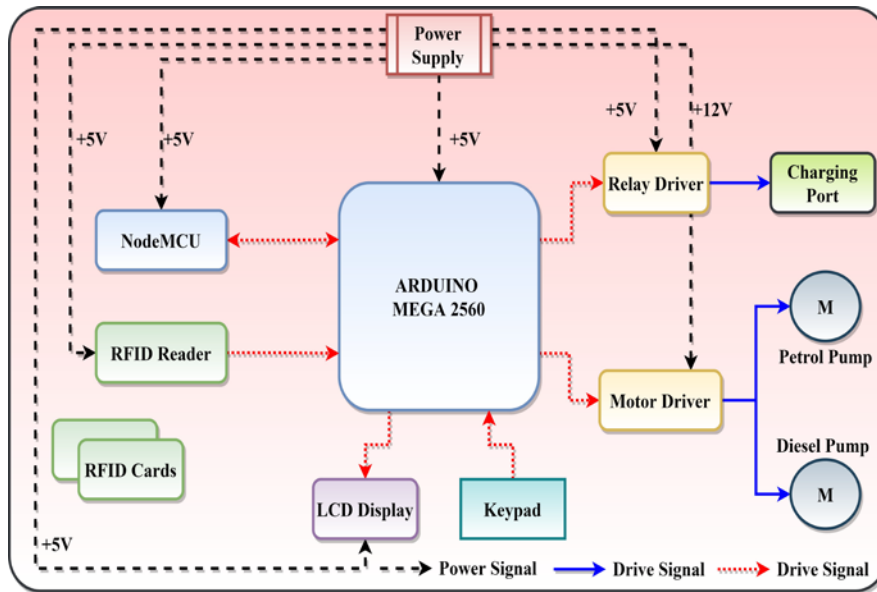 Power
Supply
+5V
+5V
+5V
+5V
+12V
Relay Driver
Charging
Port
NodeMCU
ARDUINO
MEGA 2560
M
RFID Reader
Petrol Pump
Motor Driver
RFID Cards
Diesel Pump
LCD Display
Keypad
M
+5V
Power Signal
Drive Signal
Drive Signal